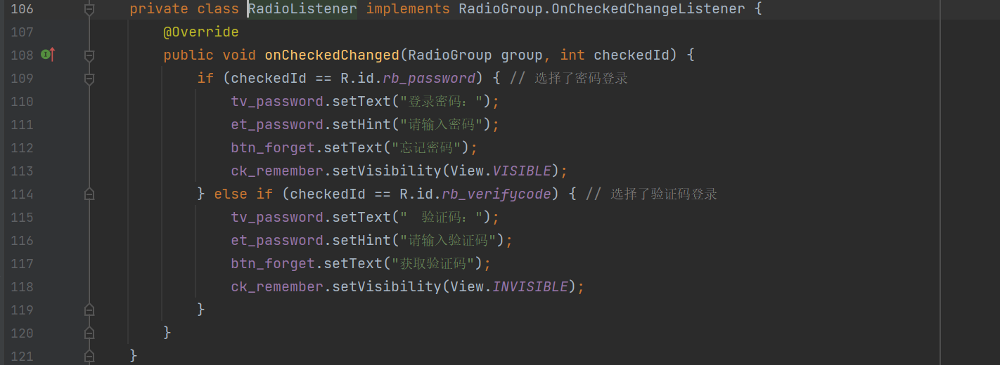 106 private class RadioListener implements RadioGroup.OnCheckedChangeListener {
107 @Override
108 public void onCheckedChanged(RadioGroup group, int checkedId) {
109 if (checkedId == R.id.rb_password) { // 选择了密码登录
110 tv_password.setText("登录密码：");
111 et_password.setHint("请输入密码");
112 btn_forget.setText("忘记密码");
113 ck_remember.setVisibility(View.VISIBLE);
114 } else if (checkedId == R.id.rb_verifycode) { // 选择了验证码登录
115 tv_password.setText("　验证码：");
116 et_password.setHint("请输入验证码");
117 btn_forget.setText("获取验证码");
118 ck_remember.setVisibility(View.INVISIBLE);
119 }
120 }
121 }